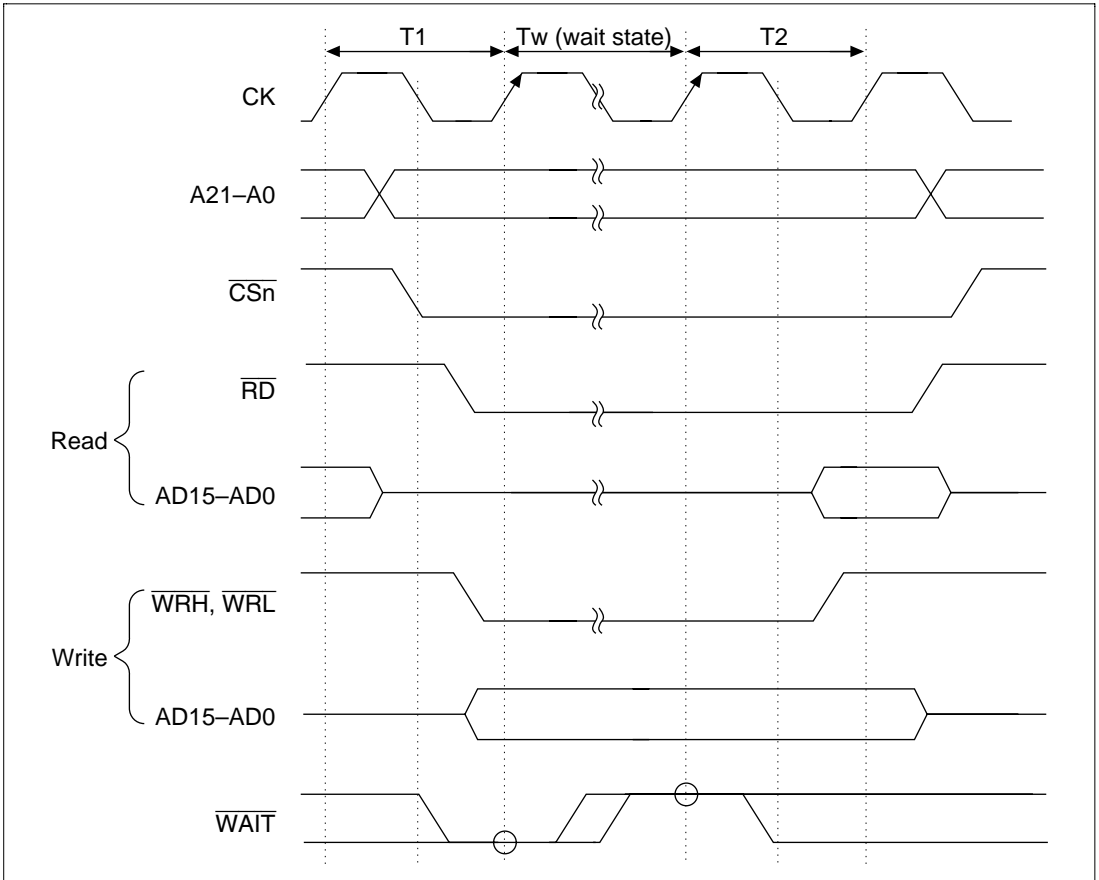 T1 Tw (wait state) T2
CK
A21–A0
CSn
RD
Read
AD15–AD0
WRH, WRL
Write
AD15–AD0
WAIT